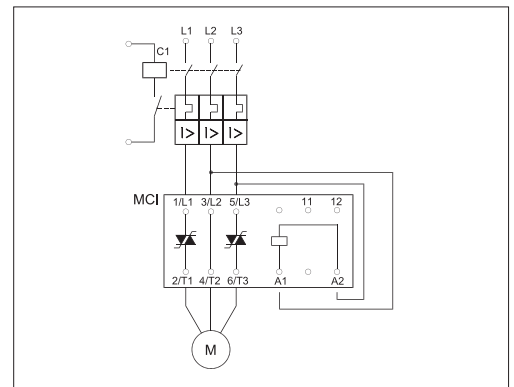 L1 L2 L3
C1
I> I> I>
MCI
1/L1 3/L2 5/L3 11 12
2/T1 4/T2 6/T3 A1 A2
M